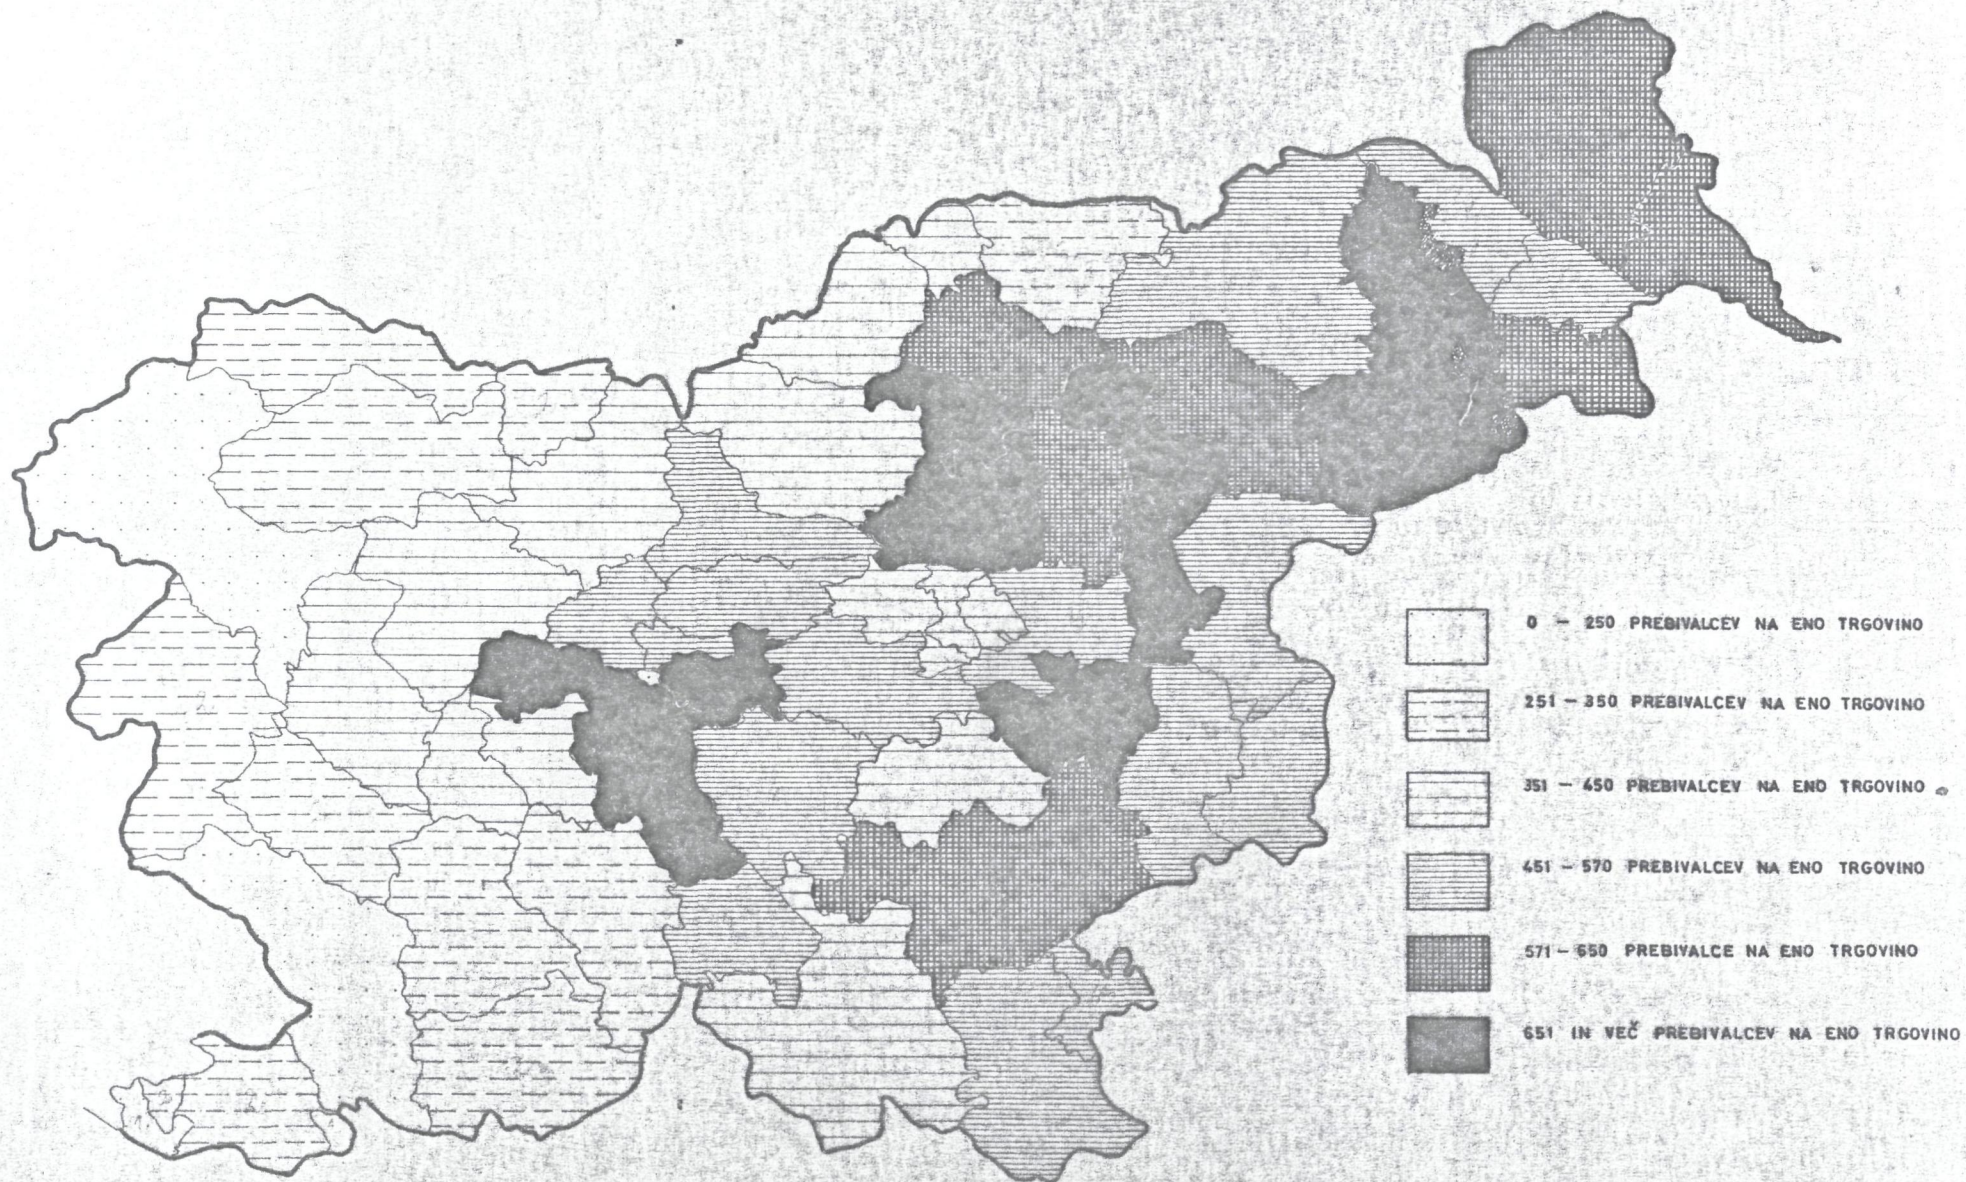 0 - 250 PREBIVALCEV NA ENO TRGOVINO
251 - 350 PREBIVALCEV NA ENO TRGOVINO
351 - 450 PREBIVALCEV NA ENO TRGOVINO
451 - 570 PREBIVALCEV NA ENO TRGOVINO
571 - 650 PREBIVALCE NA ENO TRGOVINO
651 IN VEČ PREBIVALCEV NA ENO TRGOVINO